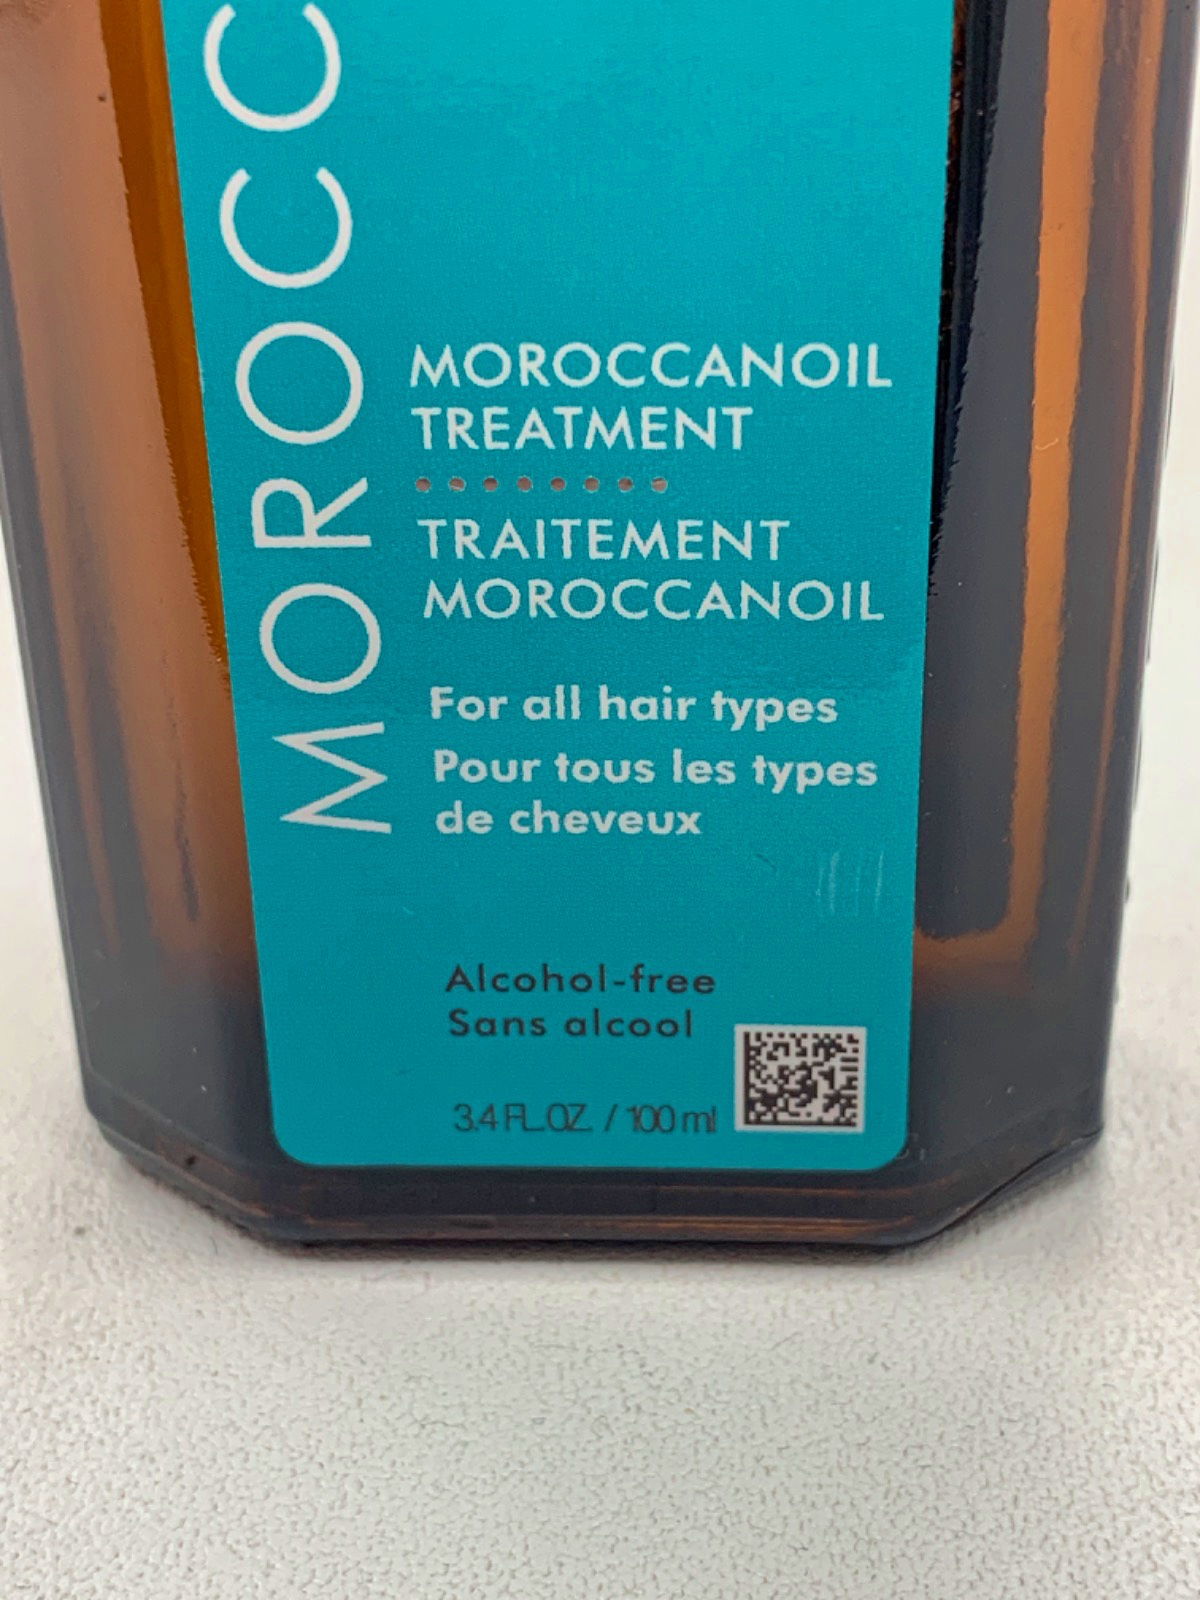 MOROCC
MOROCCANOIL
TREATMENT
TRAITEMENT
MOROCCANOIL
For all hair types
Pour tous les types
de cheveux
Alcohol-free
Sans alcool
3.4 FL.OZ. / 100 ml